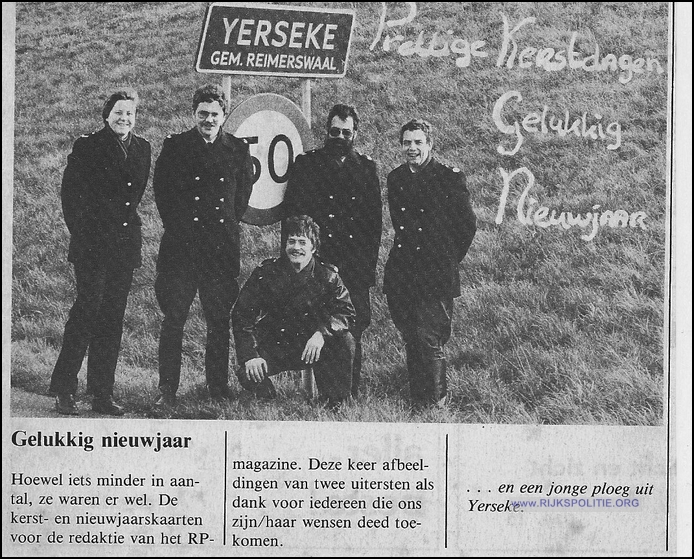 YERSEKE
GEM. REIMERSWAAL
50
Prettige Kerstdagen
Gelukkig
Nieuwjaar
Gelukkig nieuwjaar
Hoewel iets minder in aan-
tal, ze waren er wel. De
kerst- en nieuwjaarskaarten
voor de redaktie van het RP-
magazine. Deze keer afbeel-
dingen van twee uitersten als
dank voor iedereen die ons
zijn/haar wensen deed toe-
komen.
. . . en een jonge ploeg uit
Yerseke.
www.RIJKSPOLITIE.ORG